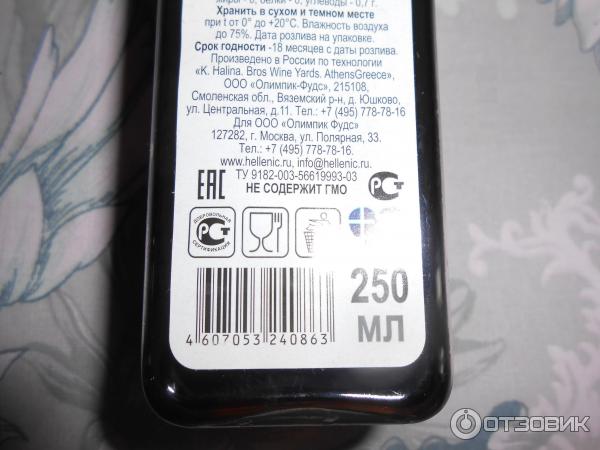 жиры - 0, белки - 0, углеводы - 0,7 г.
Хранить в сухом и темном месте
при t от 0° до +20°С. Влажность воздуха
до 75%. Дата розлива на упаковке.
Срок годности -18 месяцев с даты розлива.
Произведено в России по технологии
«K. Halina. Bros Wine Yards. AthensGreece»,
ООО «Олимпик-Фудс», 215108,
Смоленская обл., Вяземский р-н, д. Юшково,
ул. Центральная, д.11. Тел.: +7 (495) 778-78-16
Для ООО «Олимпик Фудс»
127282, г. Москва, ул. Полярная, 33.
Тел.: +7 (495) 778-78-16.
www.hellenic.ru, info@hellenic.ru
ТУ 9182-003-56619993-03
EAC НЕ СОДЕРЖИТ ГМО РСТ
ДОБРОВОЛЬНАЯ
РСТ
СЕРТИФИКАЦИЯ
250
МЛ
4 607053 240863
ОТЗОВИК